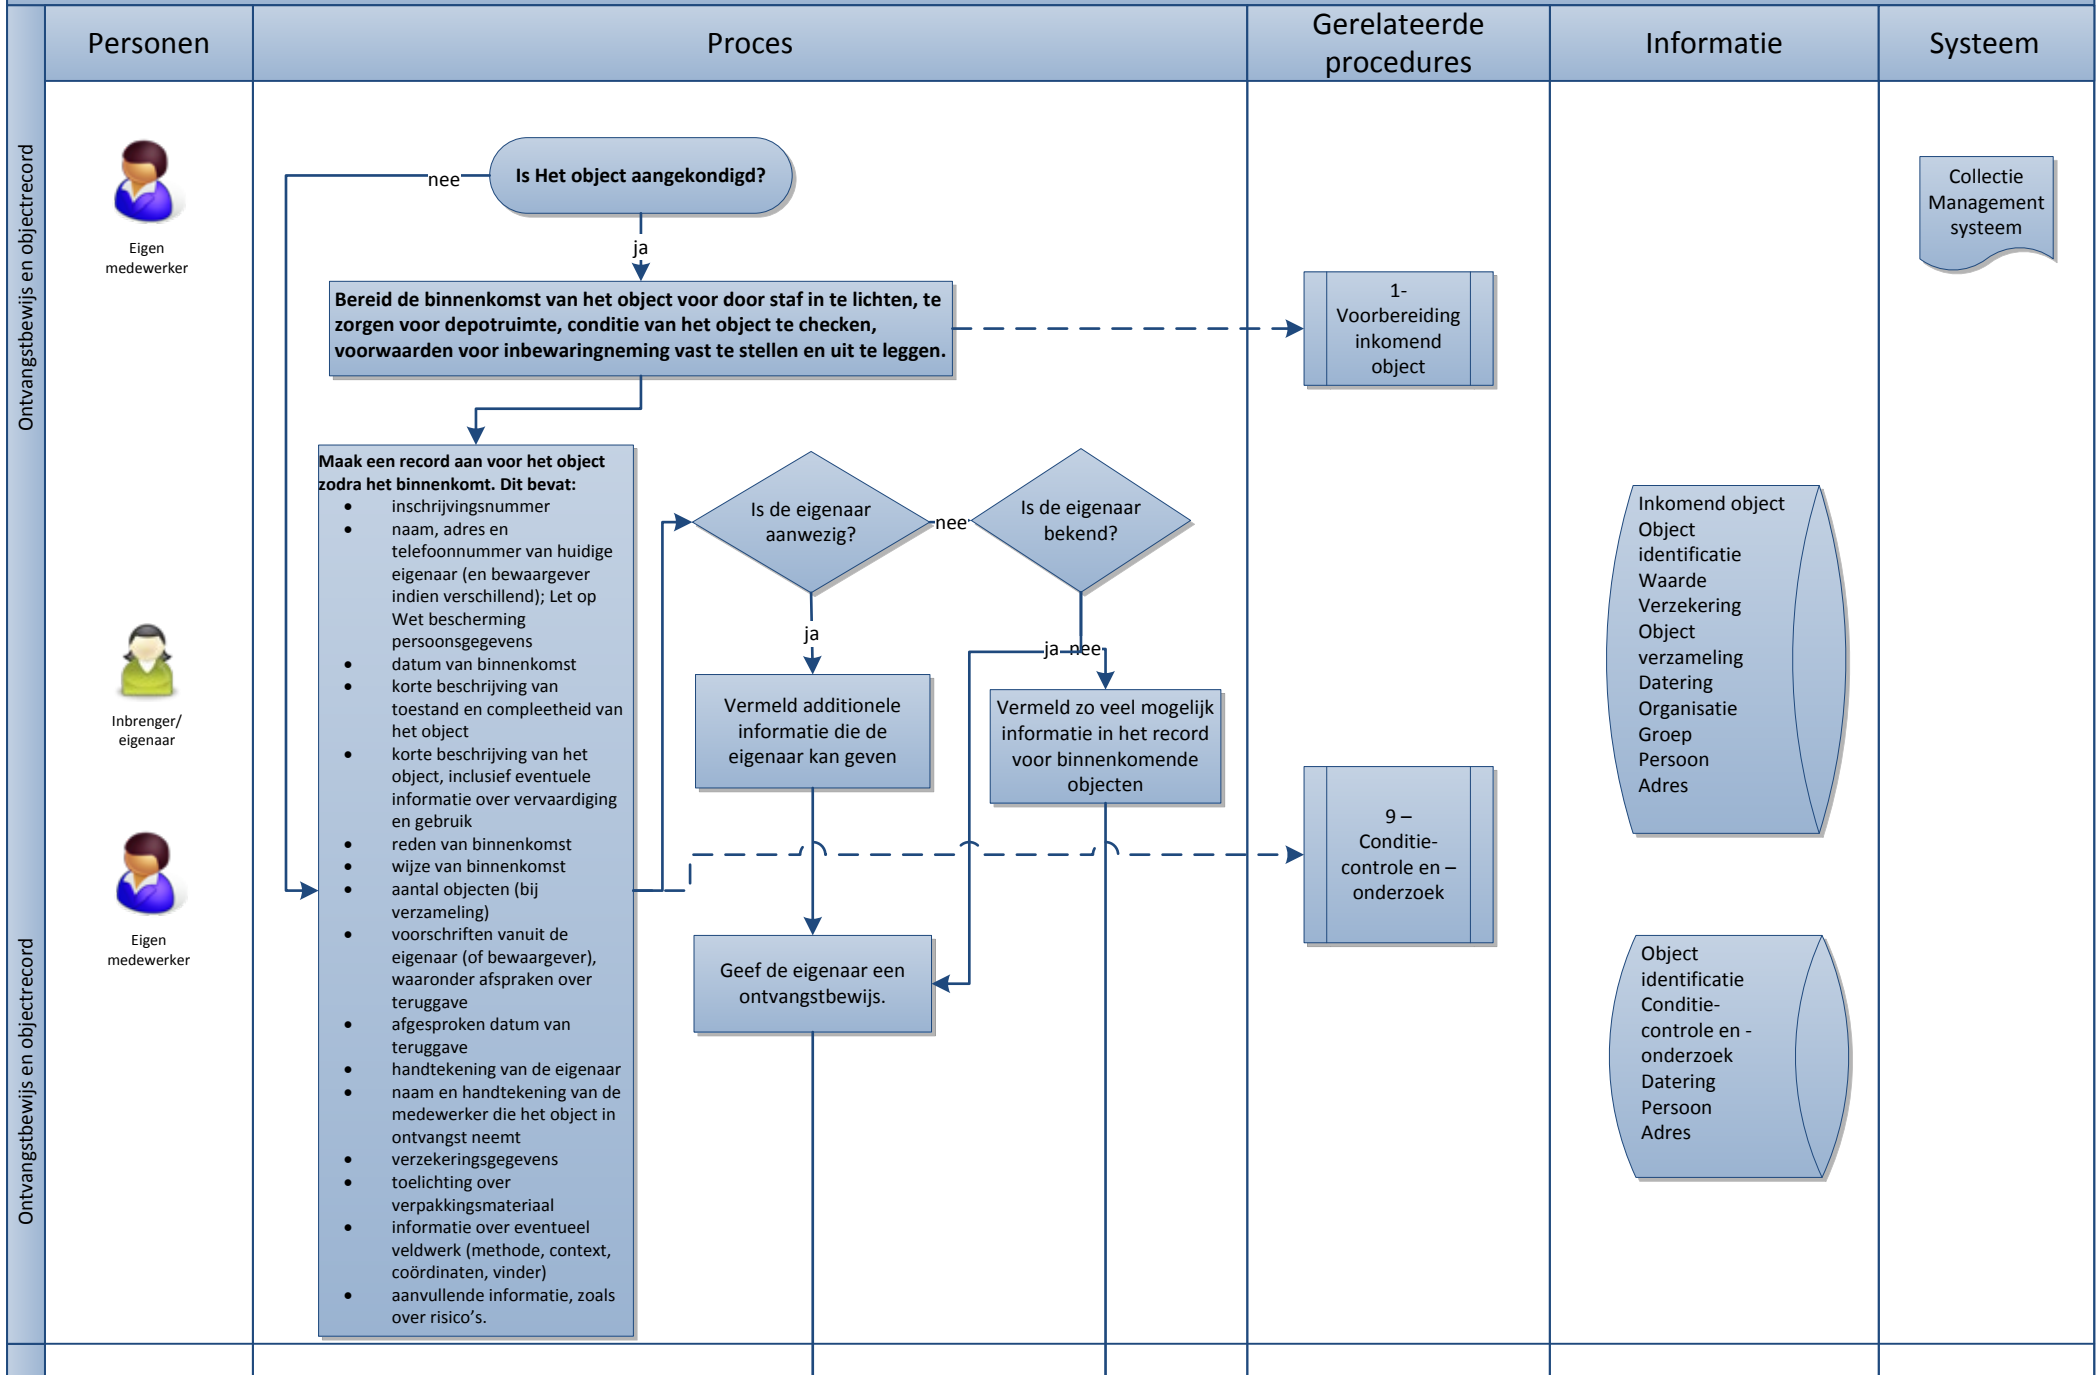 Personen
Proces
Gerelateerde
procedures
Informatie
Systeem
Ontvangstbewijs en objectrecord
Eigen
medewerker
nee
Is Het object aangekondigd?
ja
Collectie
Management
systeem
Bereid de binnenkomst van het object voor door staf in te lichten, te
zorgen voor depotruimte, conditie van het object te checken,
voorwaarden voor inbewaringneming vast te stellen en uit te leggen.
1-
Voorbereiding
inkomend
object
Maak een record aan voor het object
zodra het binnenkomt. Dit bevat:
• inschrijvingsnummer
• naam, adres en
telefoonnummer van huidige
eigenaar (en bewaargever
indien verschillend); Let op
Wet bescherming
persoonsgegevens
• datum van binnenkomst
• korte beschrijving van
toestand en compleetheid van
het object
• korte beschrijving van het
object, inclusief eventuele
informatie over vervaardiging
en gebruik
• reden van binnenkomst
• wijze van binnenkomst
• aantal objecten (bij
verzameling)
• voorschriften vanuit de
eigenaar (of bewaargever),
waaronder afspraken over
teruggave
• afgesproken datum van
teruggave
• handtekening van de eigenaar
• naam en handtekening van de
medewerker die het object in
ontvangst neemt
• verzekeringsgegevens
• toelichting over
verpakkingsmateriaal
• informatie over eventueel
veldwerk (methode, context,
coördinaten, vinder)
• aanvullende informatie, zoals
over risico's.
Is de eigenaar
aanwezig?
nee
Is de eigenaar
bekend?
ja
ja
nee
Vermeld additionele
informatie die de
eigenaar kan geven
Vermeld zo veel mogelijk
informatie in het record
voor binnenkomende
objecten
Geef de eigenaar een
ontvangstbewijs.
Inbrenger/
eigenaar
Eigen
medewerker
Ontvangstbewijs en objectrecord
9 –
Conditie-
controle en –
onderzoek
Inkomend object
Object
identificatie
Waarde
Verzekering
Object
verzameling
Datering
Organisatie
Groep
Persoon
Adres
Object
identificatie
Conditie-
controle en -
onderzoek
Datering
Persoon
Adres